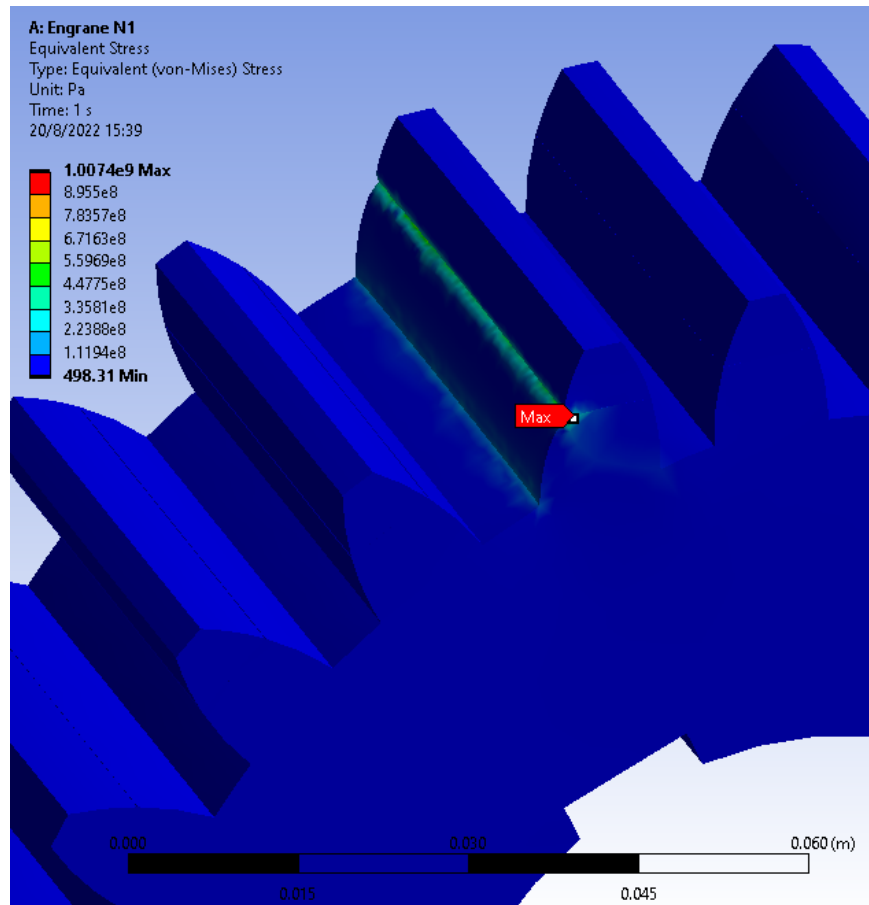 A: Engrane N1
Equivalent Stress
Type: Equivalent (von-Mises) Stress
Unit: Pa
Time: 1 s
20/8/2022 15:39
1.0074e9 Max
8.955e8
7.8357e8
6.7163e8
5.5969e8
4.4775e8
3.3581e8
2.2388e8
1.1194e8
498.31 Min
Max
0.000 0.030 0.060 (m)
0.015 0.045